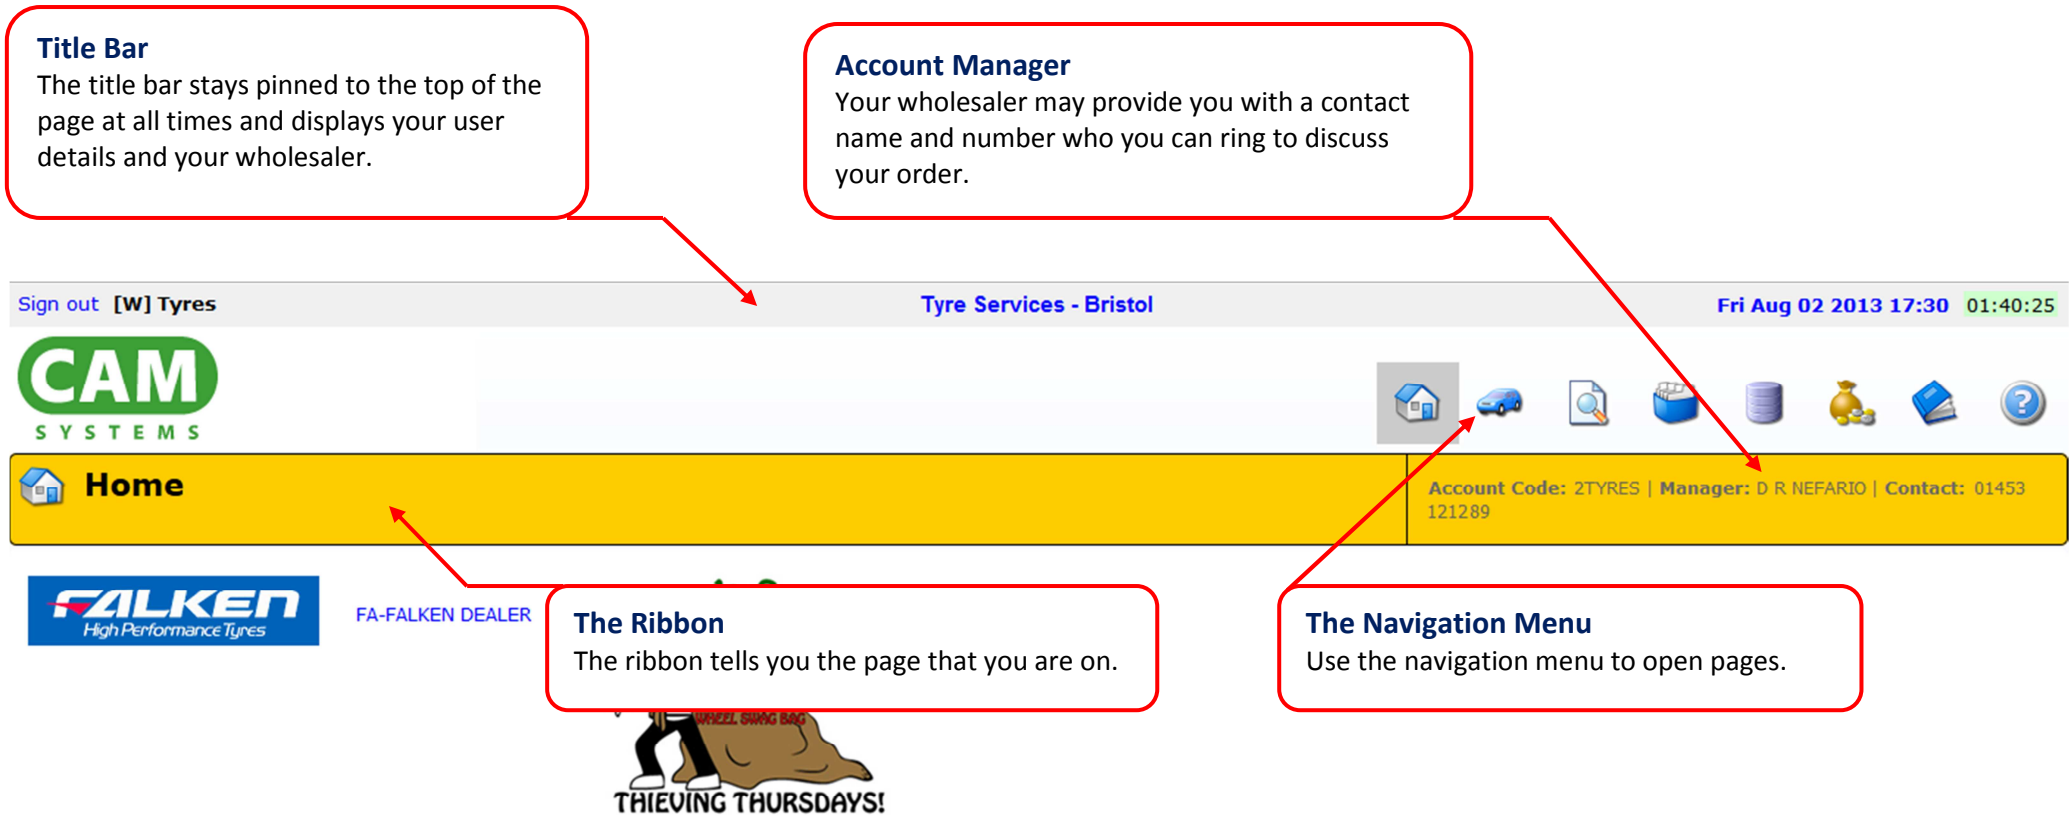 Title Bar
The title bar stays pinned to the top of the
page at all times and displays your user
details and your wholesaler.
Account Manager
Your wholesaler may provide you with a contact
name and number who you can ring to discuss
your order.
Sign out [W] Tyres
Tyre Services - Bristol
Fri Aug 02 2013 17:30 01:40:25
CAM
SYSTEMS
Home
Account Code: 2TYRES | Manager: D R NEFARIO | Contact: 01453
121289
FALKEN
High Performance Tyres
FA-FALKEN DEALER
The Ribbon
The ribbon tells you the page that you are on.
The Navigation Menu
Use the navigation menu to open pages.
WHEEL SWAG BAG
THIEVING THURSDAYS!